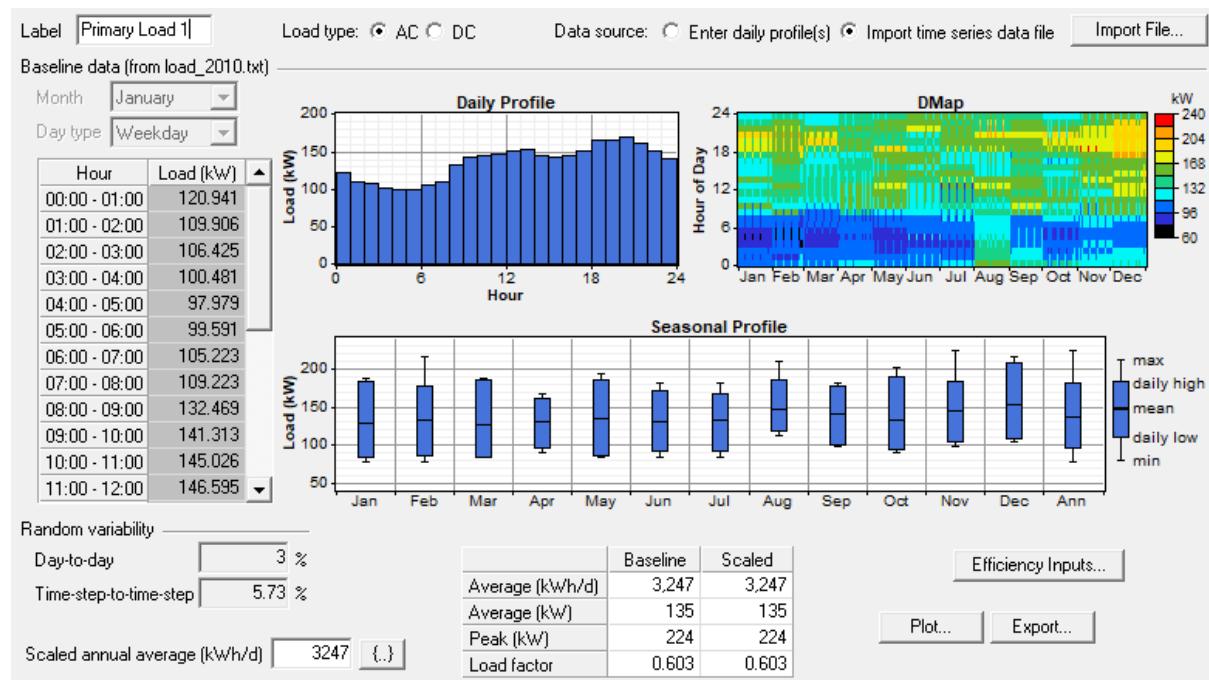 Label Primary Load 1 Load type: AC DC Data source: Enter daily profile(s) Import time series data file Import File...
Baseline data (from load_2010.txt)
Month January
Day type Weekday
Hour Load (kW)
00:00 - 01:00 120.941
01:00 - 02:00 109.906
02:00 - 03:00 106.425
03:00 - 04:00 100.481
04:00 - 05:00 97.979
05:00 - 06:00 99.591
06:00 - 07:00 105.223
07:00 - 08:00 109.223
08:00 - 09:00 132.469
09:00 - 10:00 141.313
10:00 - 11:00 145.026
11:00 - 12:00 146.595
Daily Profile
Load (kW)
200
150
100
50
0
0 6 12 18 24
Hour
DMap
Hour of Day
24
18
12
6
0
Jan Feb Mar Apr May Jun Jul Aug Sep Oct Nov Dec
kW
240
204
168
132
96
60
Seasonal Profile
Load (kW)
200
150
100
50
Jan Feb Mar Apr May Jun Jul Aug Sep Oct Nov Dec Ann
max
daily high
mean
daily low
min
Random variability
Day-to-day 3 %
Time-step-to-time-step 5.73 %
Scaled annual average (kWh/d) 3247 {..}
Baseline Scaled
Average (kWh/d) 3,247 3,247
Average (kW) 135 135
Peak (kW) 224 224
Load factor 0.603 0.603
Efficiency Inputs...
Plot... Export...